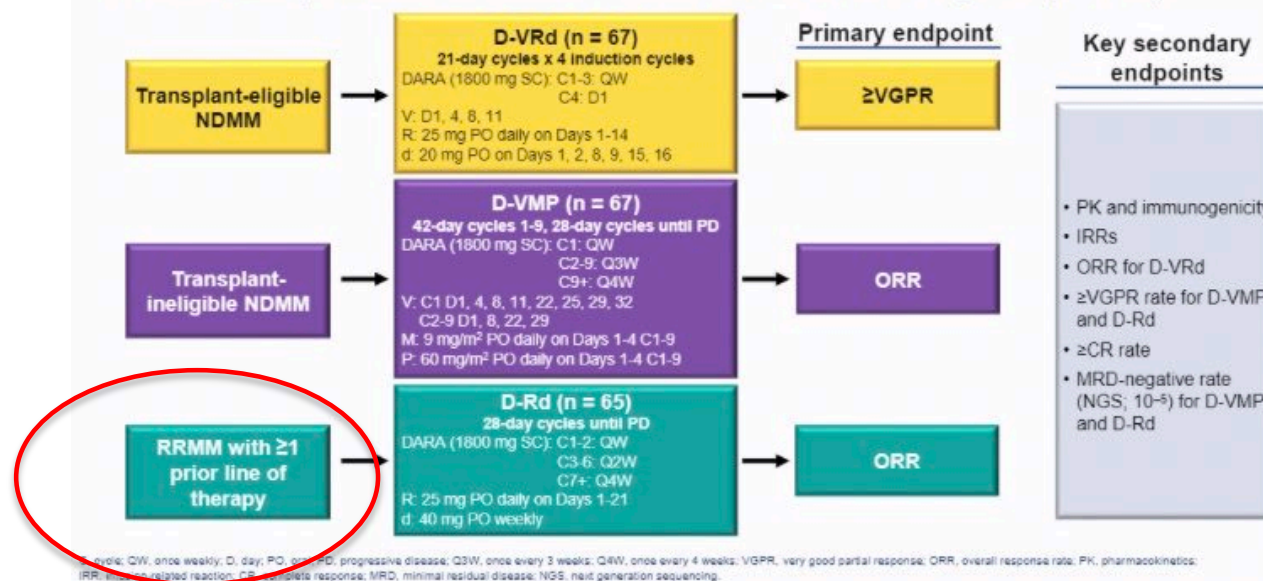 Transplant-eligible
NDMM
D-VRd (n = 67)
21-day cycles x 4 induction cycles
DARA (1800 mg SC): C1-3: QW
C4: D1
V: D1, 4, 8, 11
R: 25 mg PO daily on Days 1-14
d: 20 mg PO on Days 1, 2, 8, 9, 15, 16
Primary endpoint
≥VGPR
Transplant-
ineligible NDMM
D-VMP (n = 67)
42-day cycles 1-9, 28-day cycles until PD
DARA (1800 mg SC): C1: QW
C2-9: Q3W
C9+: Q4W
V: C1 D1, 4, 8, 11, 22, 25, 29, 32
C2-9 D1, 8, 22, 29
M: 9 mg/m² PO daily on Days 1-4 C1-9
P: 60 mg/m² PO daily on Days 1-4 C1-9
ORR
RRMM with ≥1
prior line of
therapy
D-Rd (n = 65)
28-day cycles until PD
DARA (1800 mg SC): C1-2: QW
C3-6: Q2W
C7+: Q4W
R: 25 mg PO daily on Days 1-21
d: 40 mg PO weekly
ORR
Key secondary
endpoints
• PK and immunogenicity
• IRRs
• ORR for D-VRd
• ≥VGPR rate for D-VMP
and D-Rd
• ≥CR rate
• MRD-negative rate
(NGS; 10⁻⁵) for D-VMP
and D-Rd
cycle; QW, once weekly; D, day; PO, oral; PD, progressive disease; Q3W, once every 3 weeks; Q4W, once every 4 weeks; VGPR, very good partial response; ORR, overall response rate; PK, pharmacokinetics;
IRR, infusion-related reaction; CR, complete response; MRD, minimal residual disease; NGS, next generation sequencing.